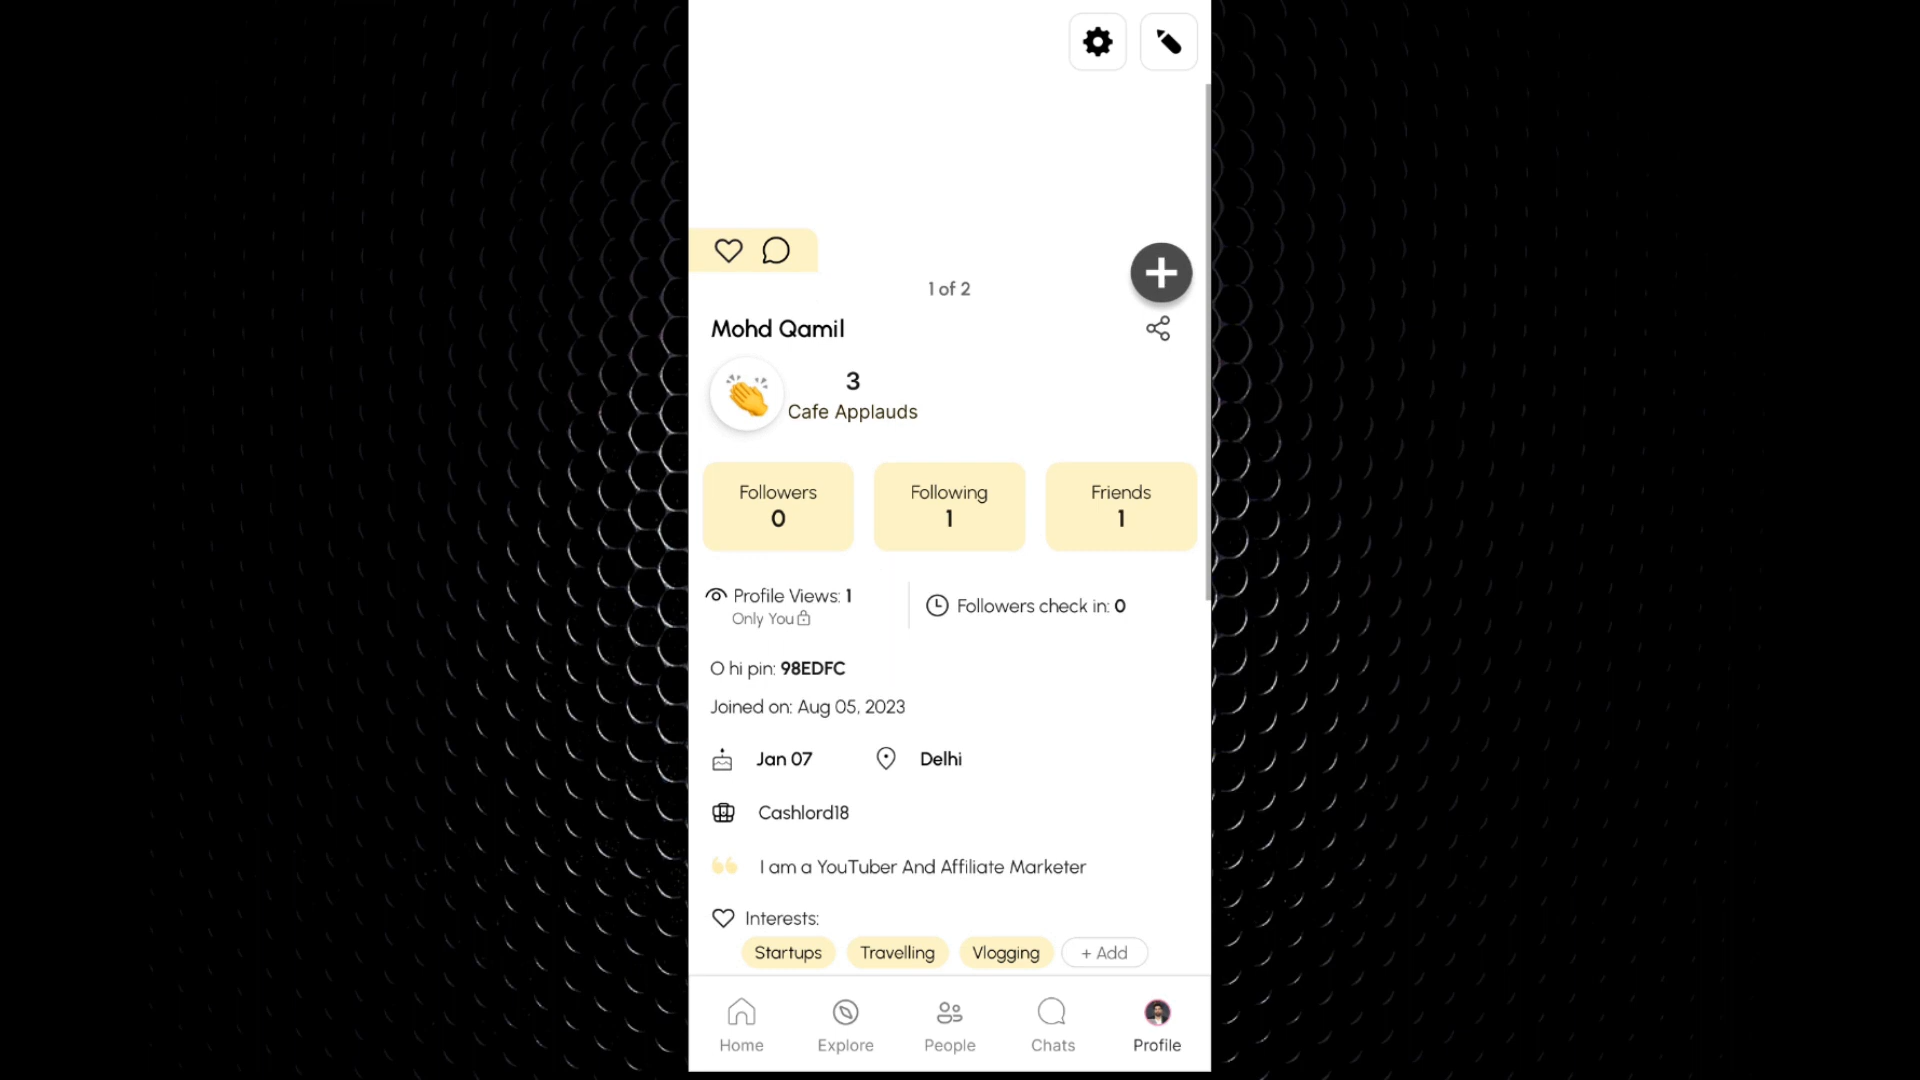 1 of 2
Mohd Qamil
3
Cafe Applauds
Followers
0
Following
1
Friends
1
Profile Views: 1
Only You
Followers check in: 0
O hi pin: 98EDFC
Joined on: Aug 05, 2023
Jan 07
Delhi
Cashlord18
I am a YouTuber And Affiliate Marketer
Interests:
Startups
Travelling
Vlogging
+ Add
Home
Explore
People
Chats
Profile